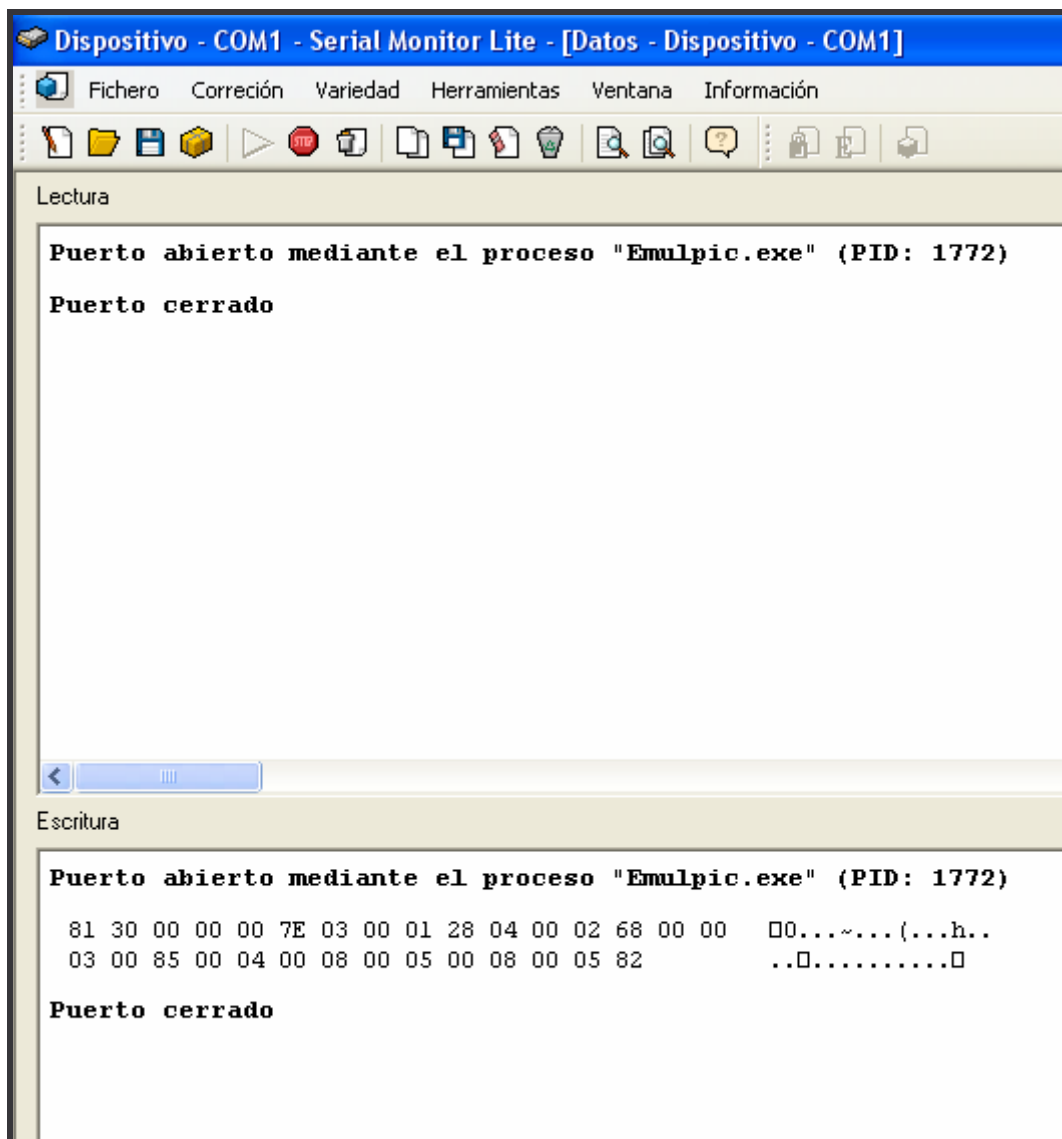 Dispositivo - COM1 - Serial Monitor Lite - [Datos - Dispositivo - COM1]
Fichero Correción Variedad Herramientas Ventana Información
STOP
Lectura
Puerto abierto mediante el proceso "Emulpic.exe" (PID: 1772)
Puerto cerrado
Escritura
Puerto abierto mediante el proceso "Emulpic.exe" (PID: 1772)
81 30 00 00 00 7E 03 00 01 28 04 00 02 68 00 00 □0...~...(...h..
03 00 85 00 04 00 08 00 05 00 08 00 05 82 ..□..........□
Puerto cerrado